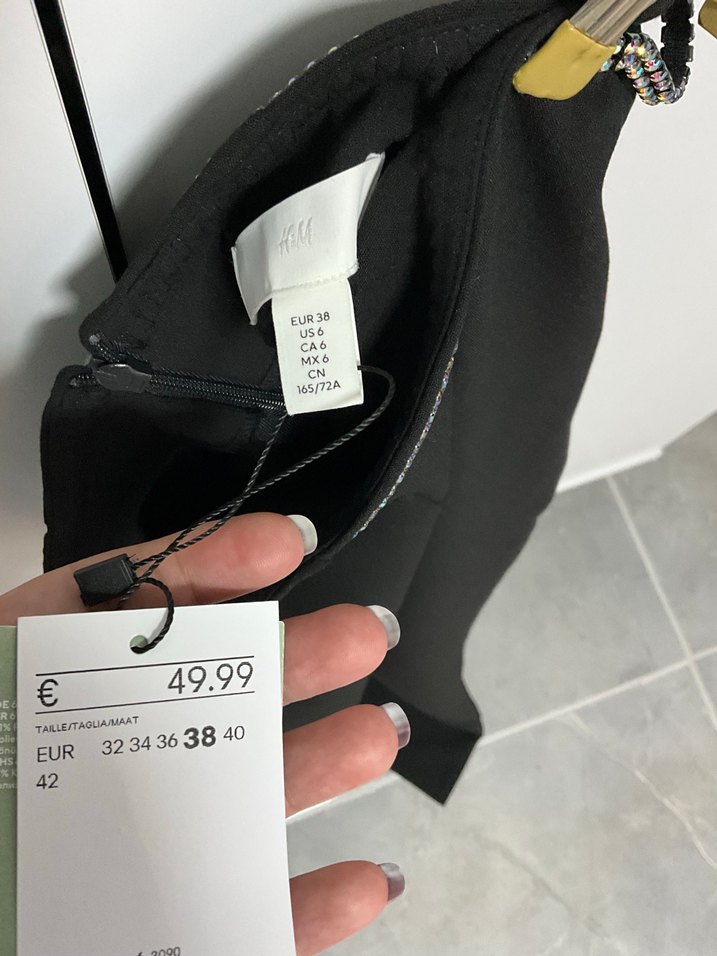 H&M
EUR 38
US 6
CA 6
MX 6
CN
165/72A
€ 49.99
TAILLE/TAGLIA/MAAT
EUR 32 34 36 38 40
42